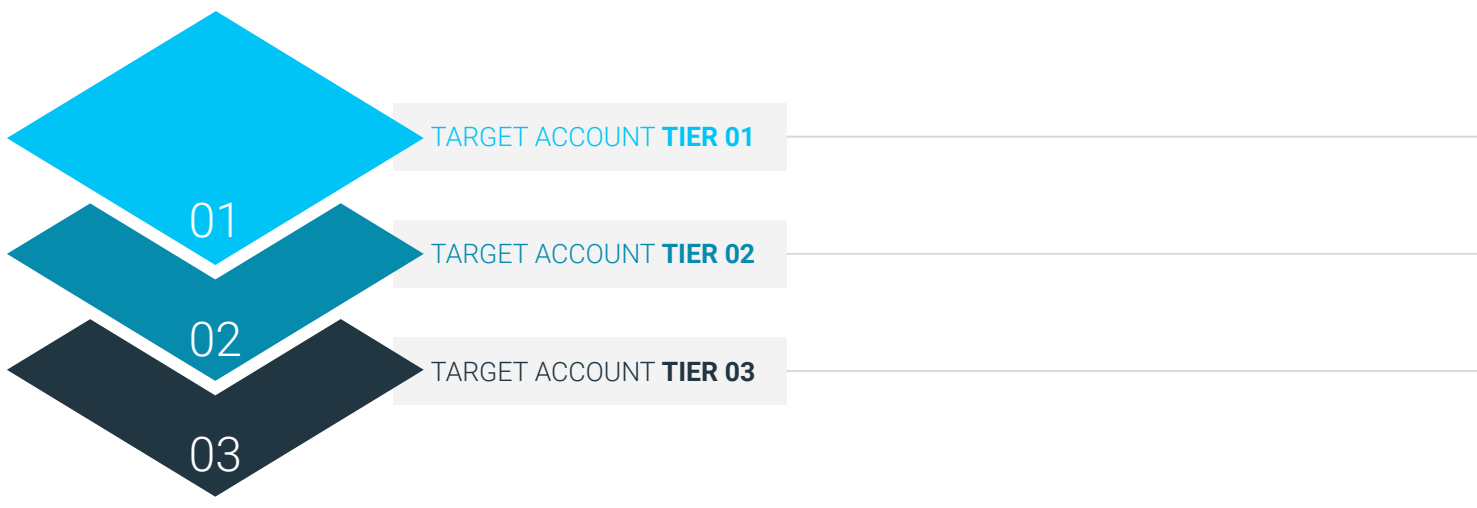 TARGET ACCOUNT TIER 01
01
TARGET ACCOUNT TIER 02
02
TARGET ACCOUNT TIER 03
03